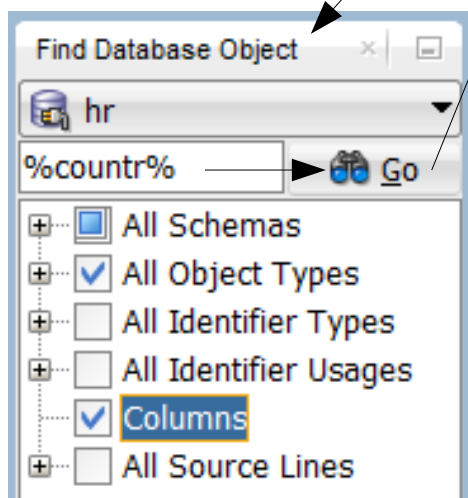 Find Database Object
hr
%countr% Go
All Schemas
All Object Types
All Identifier Types
All Identifier Usages
Columns
All Source Lines